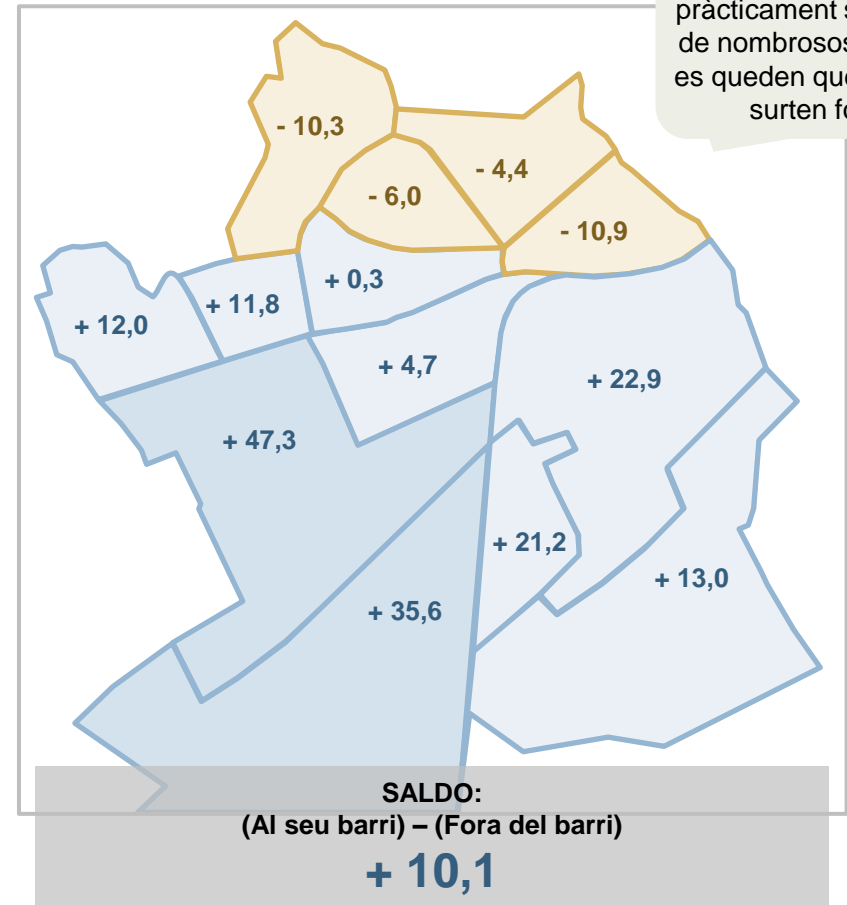 pràcticament
de nombrosos
es queden
surten
- 10,3
- 4,4
- 6,0
- 10,9
+ 0,3
+ 11,8
+ 12,0
+ 4,7
+ 22,9
+ 47,3
+ 21,2
+ 13,0
+ 35,6
SALDO:
(Al seu barri) – (Fora del barri)
+ 10,1